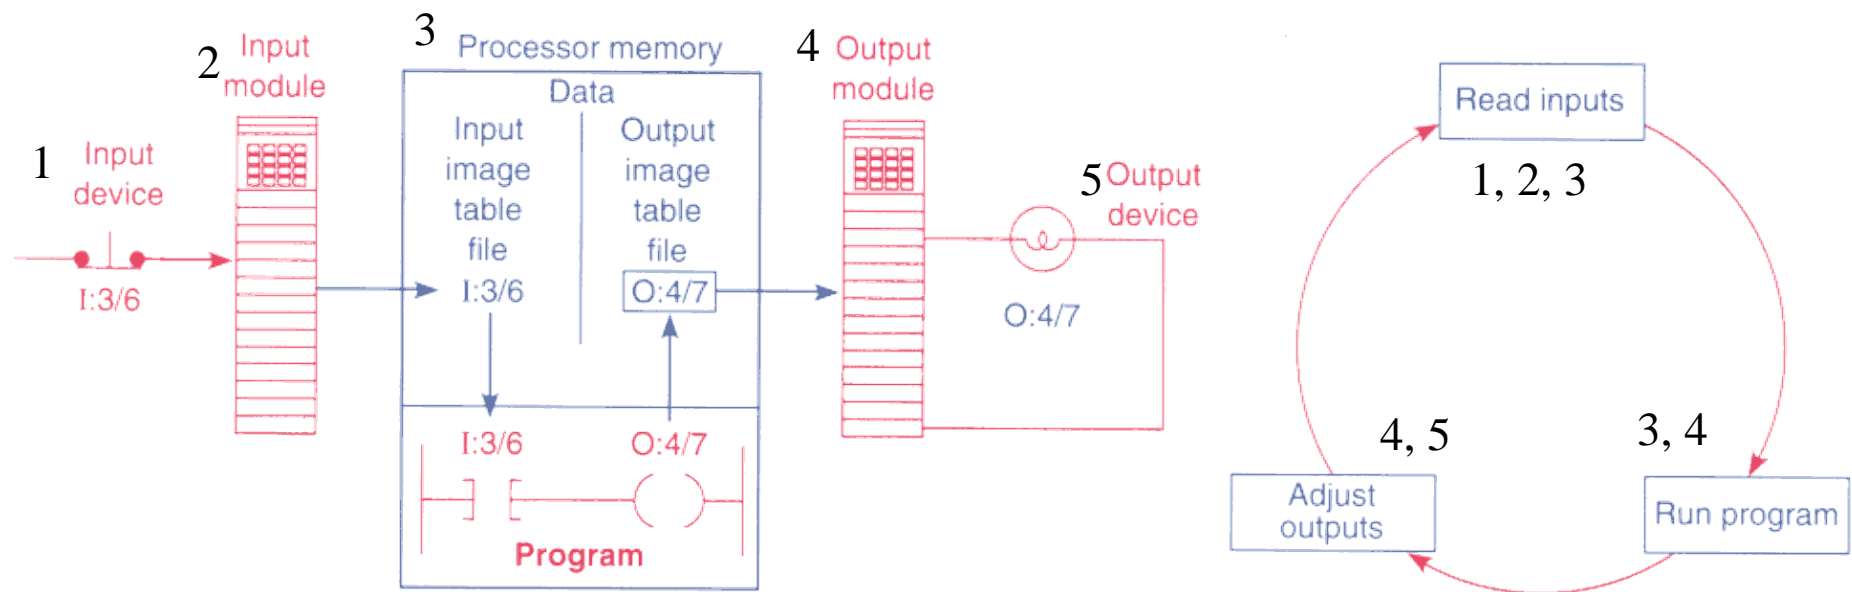 1
Input
device
I:3/6
2
Input
module
3
Processor memory
Data
Input
image
table
file
I:3/6
Output
image
table
file
O:4/7
I:3/6
O:4/7
Program
4
Output
module
5
Output
device
O:4/7
Read inputs
1, 2, 3
3, 4
Run program
4, 5
Adjust
outputs